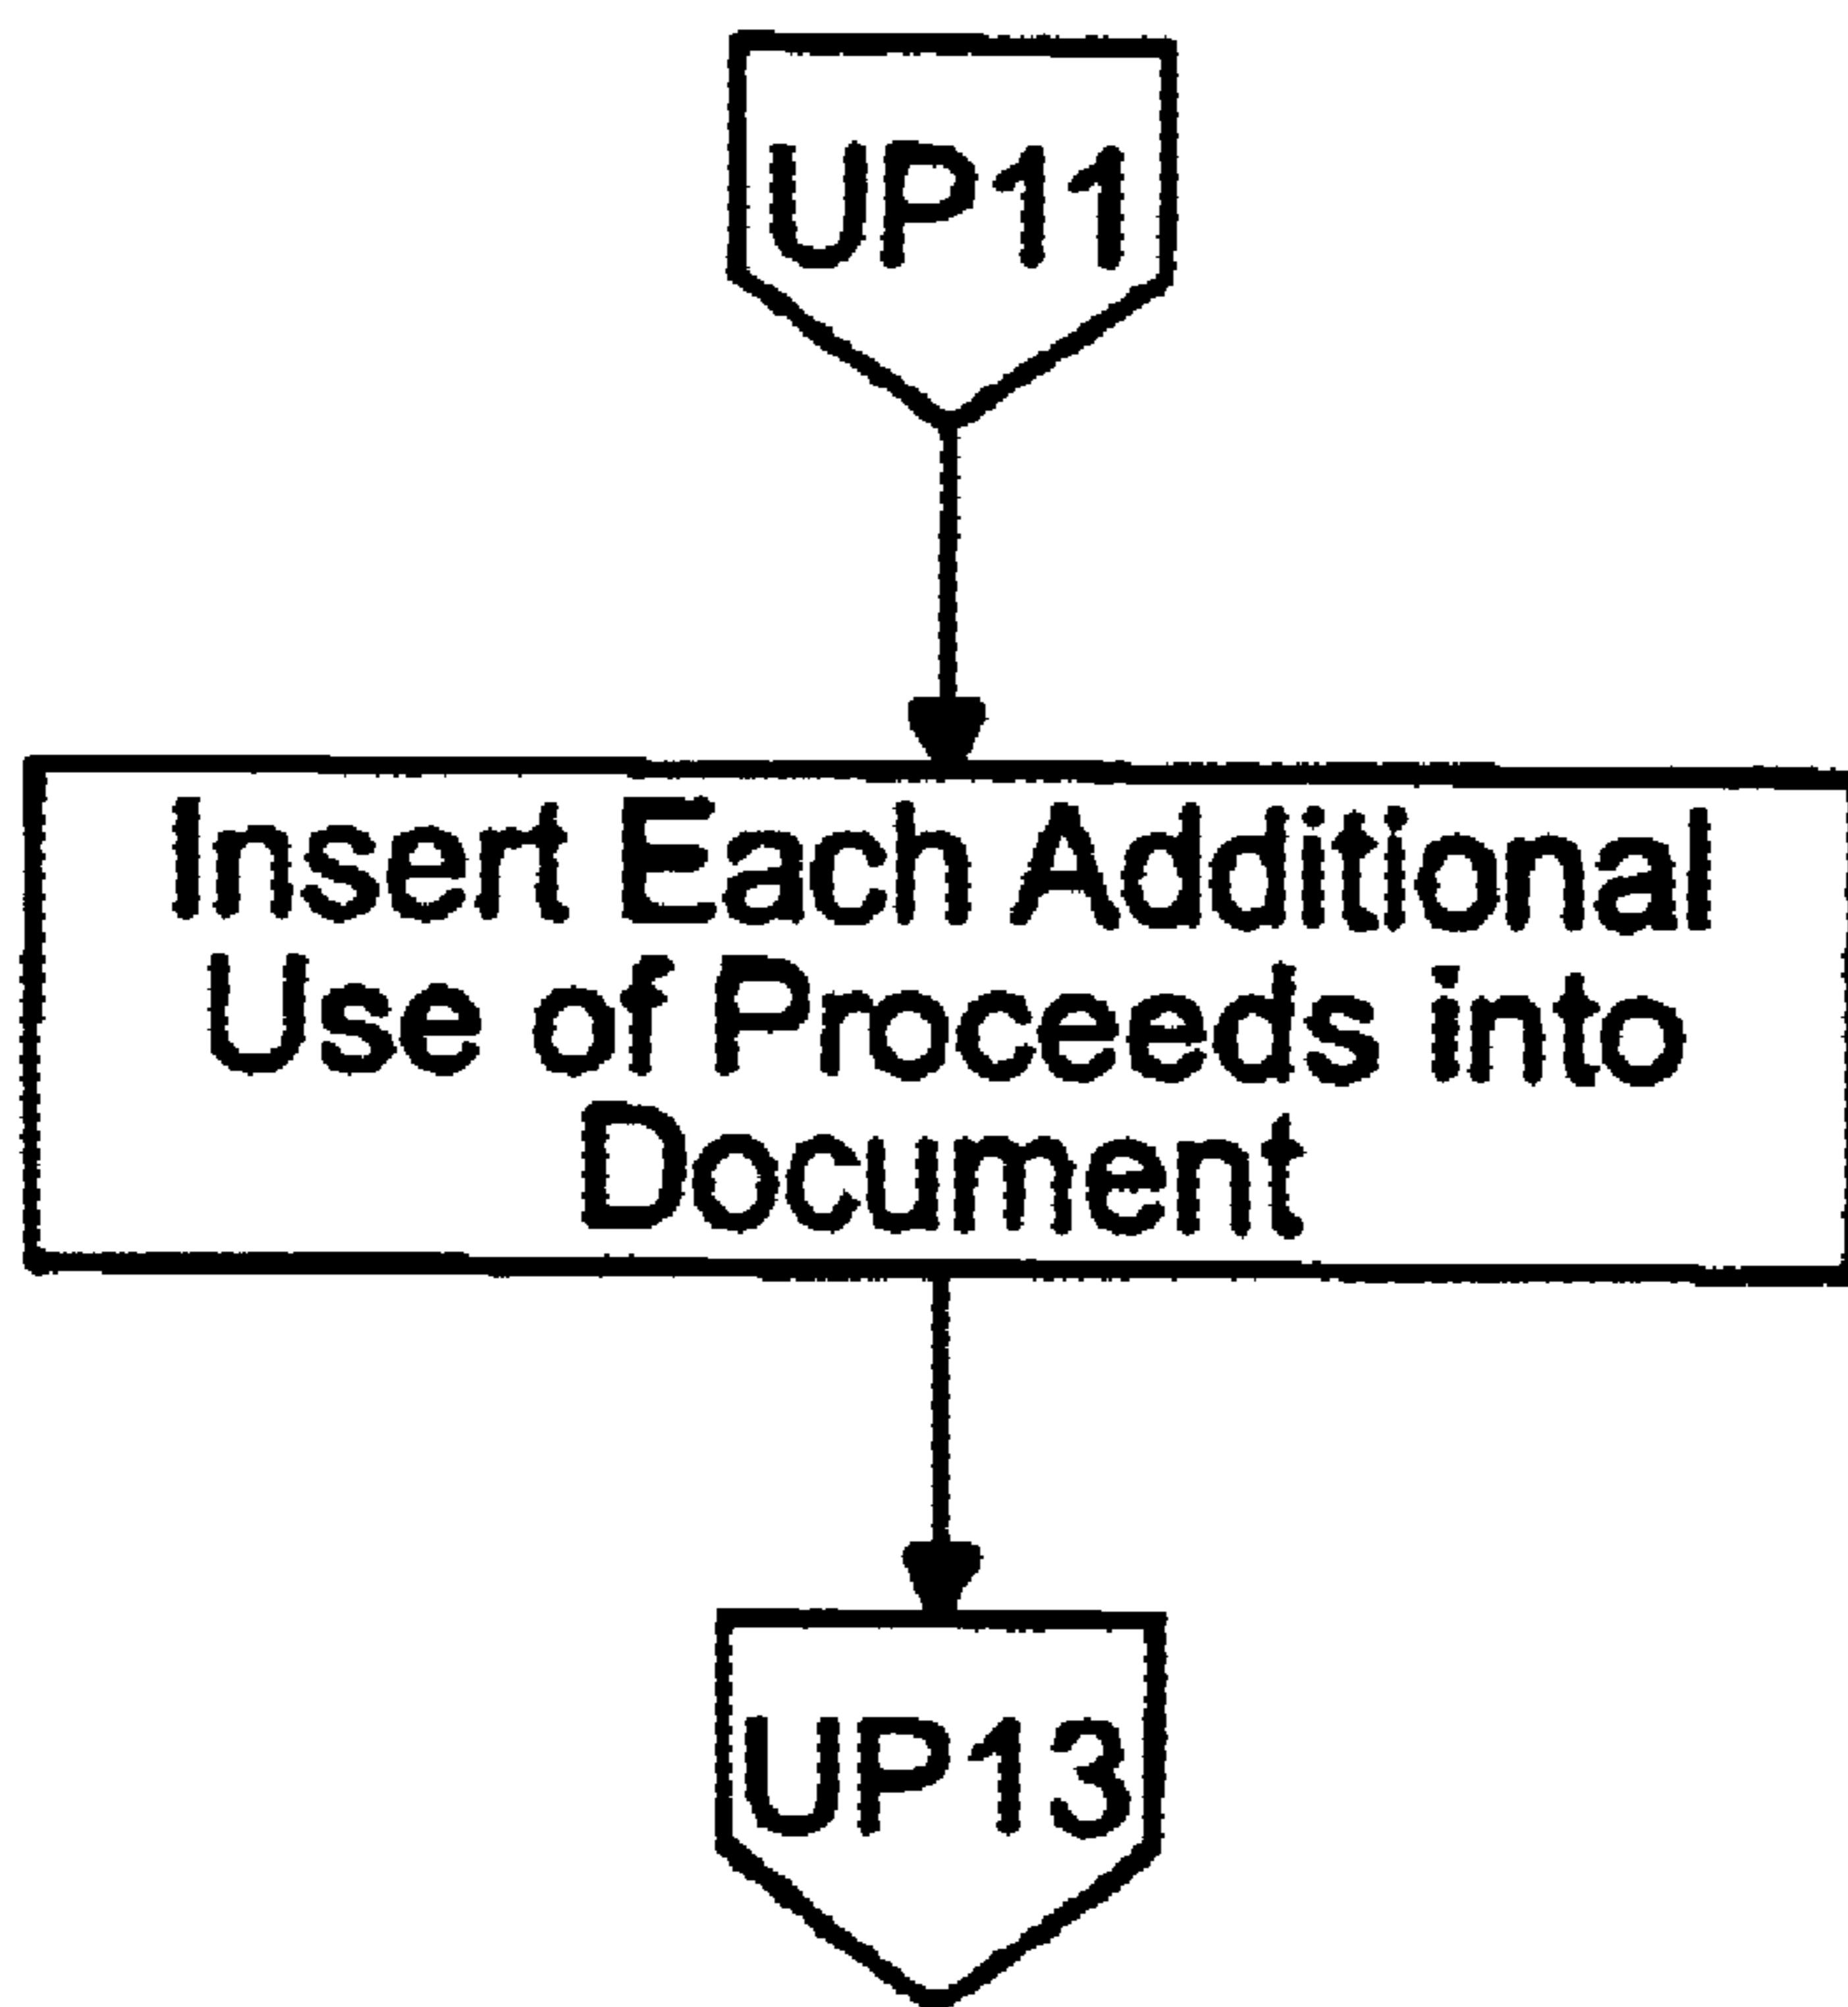 UP11
Insert Each Additional
Use of Proceeds into
Document
UP13